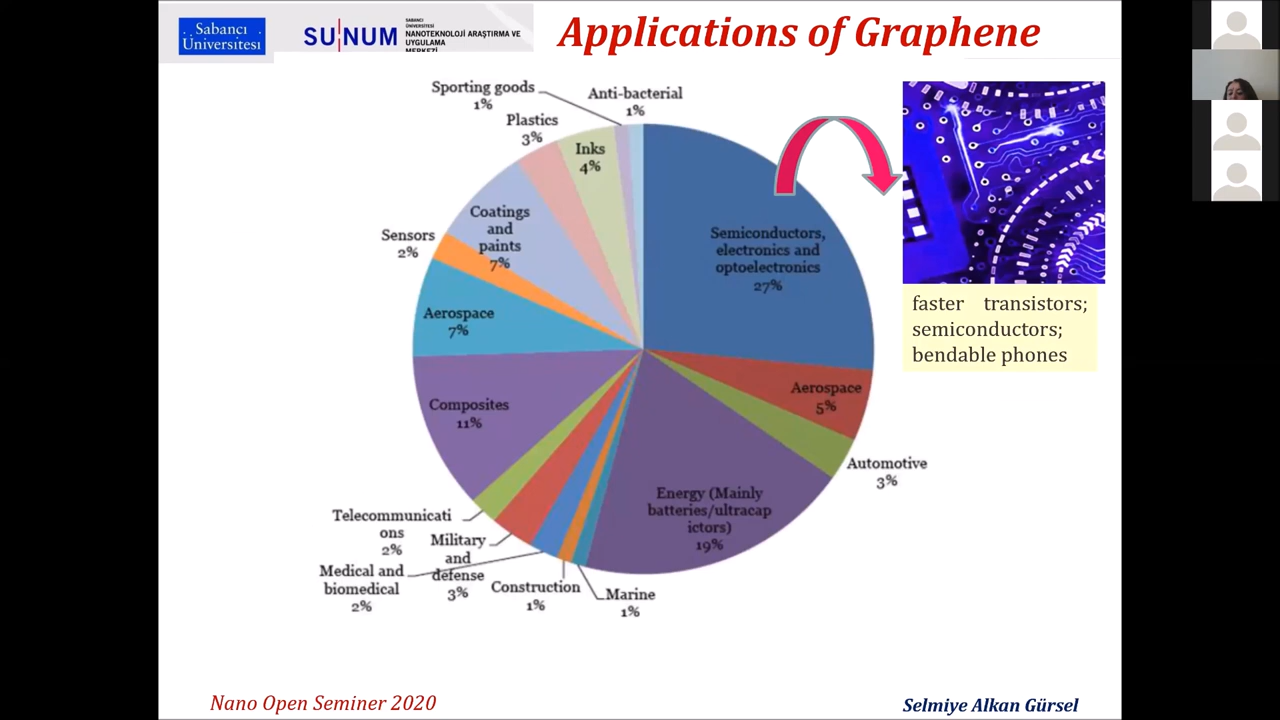 Sabancı
Üniversitesi
SU|NUM
SABANCI
ÜNİVERSİTESİ
NANOTEKNOLOJİ ARAŞTIRMA VE
UYGULAMA
MERKEZİ
Applications of Graphene
Sporting goods
1%
Anti-bacterial
1%
Plastics
3%
Inks
4%
Coatings
and
paints
7%
Sensors
2%
Semiconductors,
electronics and
optoelectronics
27%
faster transistors;
semiconductors;
bendable phones
Aerospace
7%
Aerospace
5%
Composites
11%
Automotive
3%
Energy (Mainly
batteries/ultracap
ictors)
19%
Telecommunicati
ons
2%
Military
and
defense
3%
Medical and
biomedical
2%
Construction
1%
Marine
1%
Nano Open Seminer 2020
Selmiye Alkan Gürsel